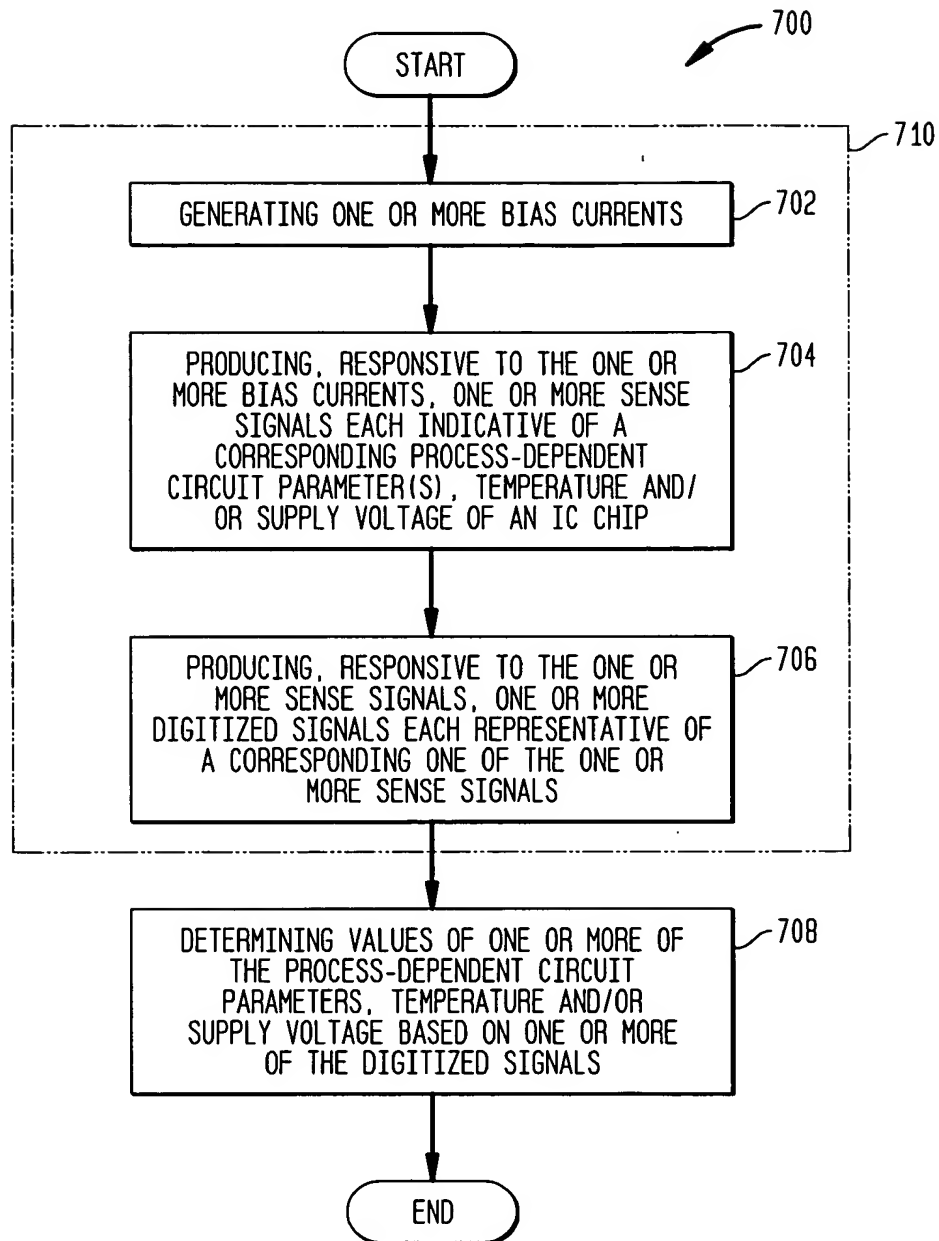 700
START
710
GENERATING ONE OR MORE BIAS CURRENTS
702
PRODUCING, RESPONSIVE TO THE ONE OR
MORE BIAS CURRENTS, ONE OR MORE SENSE
SIGNALS EACH INDICATIVE OF A
CORRESPONDING PROCESS-DEPENDENT
CIRCUIT PARAMETER(S), TEMPERATURE AND/
OR SUPPLY VOLTAGE OF AN IC CHIP
704
PRODUCING, RESPONSIVE TO THE ONE OR
MORE SENSE SIGNALS, ONE OR MORE
DIGITIZED SIGNALS EACH REPRESENTATIVE OF
A CORRESPONDING ONE OF THE ONE OR
MORE SENSE SIGNALS
706
DETERMINING VALUES OF ONE OR MORE OF
THE PROCESS-DEPENDENT CIRCUIT
PARAMETERS, TEMPERATURE AND/OR
SUPPLY VOLTAGE BASED ON ONE OR MORE
OF THE DIGITIZED SIGNALS
708
END